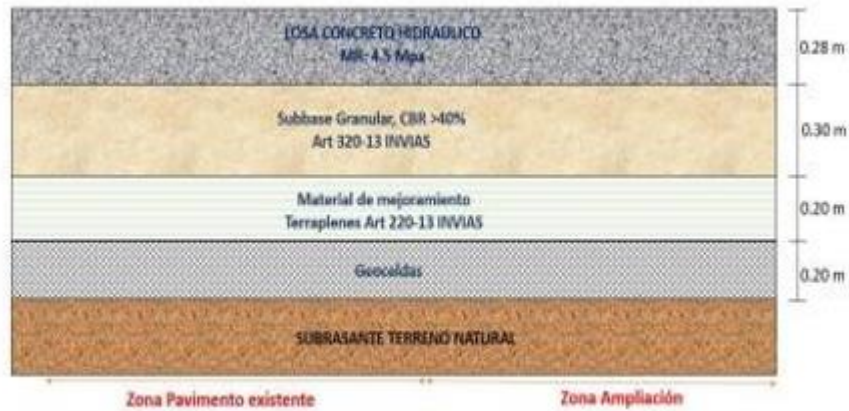 LOSA CONCRETO HIDRAULICO
MR: 4.5 Mpa
0.28 m
Subbase Granular, CBR >40%
Art 320-13 INVIAS
0.30 m
Material de mejoramiento
Terraplenes Art 220-13 INVIAS
0.20 m
Geoceldas
0.20 m
SUBRASANTE TERRENO NATURAL
Zona Pavimento existente
Zona Ampliación